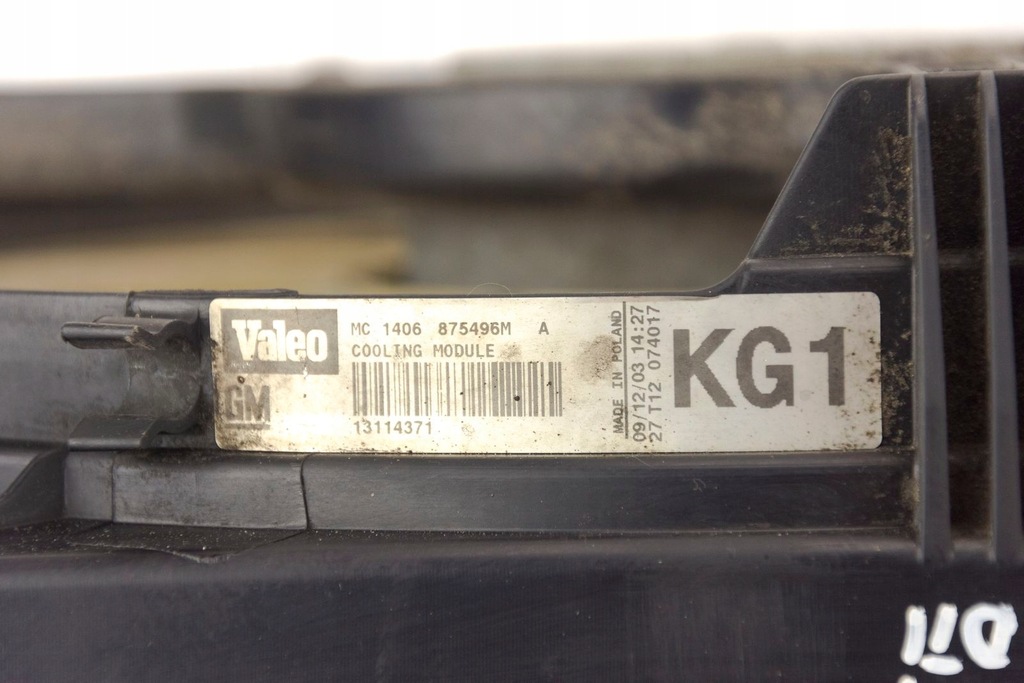 Valeo
GM
MC 1406 875496M A
COOLING MODULE
13114371
MADE IN POLAND
09/12/03 14:27
27 T12 074017
KG1